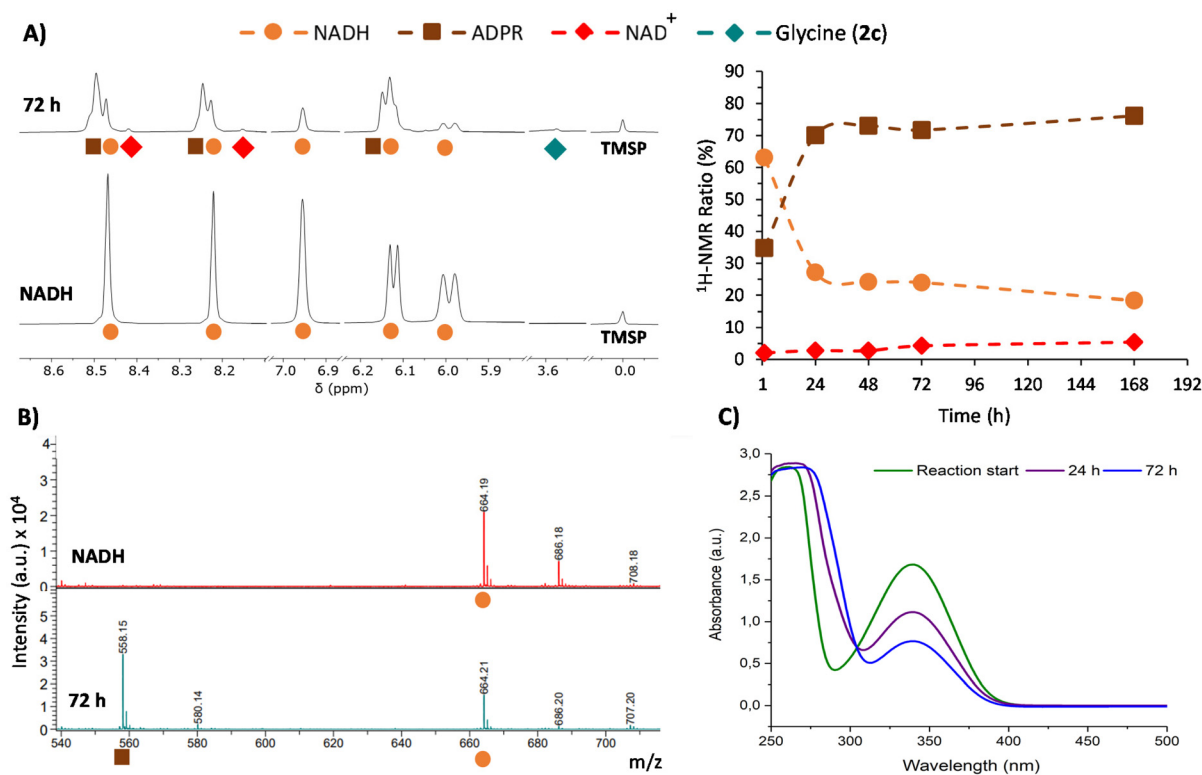 A)
NADH ADPR NAD+ Glycine (2c)
72 h
TMSP
NADH
TMSP
8.6 8.5 8.4 8.3 8.2 7.0 6.9 6.2 6.1 6.0 5.9 3.6 0.0
δ (ppm)
90
80
70
60
50
40
30
20
10
0
¹H-NMR Ratio (%)
1 24 48 72 96 120 144 168 192
Time (h)
B)
Intensity (a.u.) x 10⁴
4
3
2
1
0
NADH
664.19
686.18
708.18
5
4
3
2
1
0
72 h
558.15
580.14
664.21
686.20
707.20
540 560 580 600 620 640 660 680 700
m/z
C)
Reaction start 24 h 72 h
Absorbance (a.u.)
3,0
2,5
2,0
1,5
1,0
0,5
0,0
250 300 350 400 450 500
Wavelength (nm)